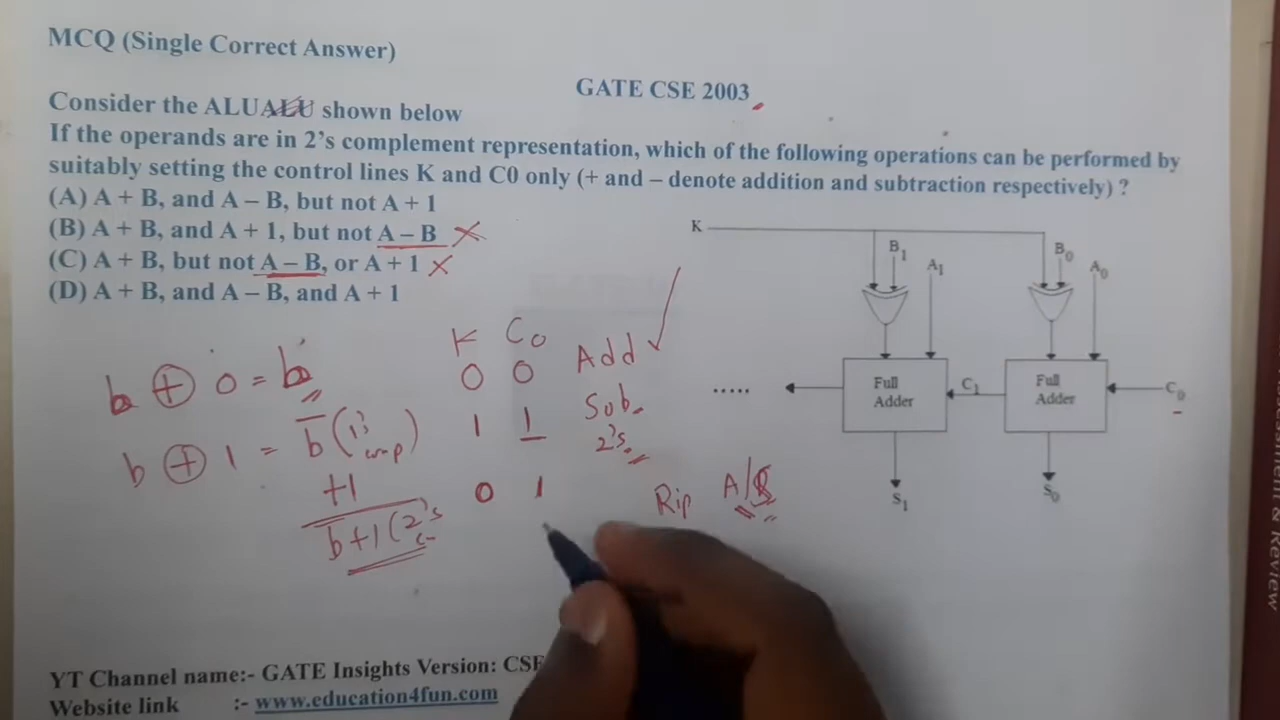 MCQ (Single Correct Answer)
GATE CSE 2003
Consider the ALUALU shown below
If the operands are in 2's complement representation, which of the following operations can be performed by
suitably setting the control lines K and C0 only (+ and – denote addition and subtraction respectively) ?
(A) A + B, and A – B, but not A + 1
(B) A + B, and A + 1, but not A – B
(C) A + B, but not A – B, or A + 1
(D) A + B, and A – B, and A + 1
K
B1
A1
B0
A0
Full Adder
C1
Full Adder
C0
.....
S1
S0
b ⊕ 0 = b
b ⊕ 1 = b̅ (1's comp)
+1
b̅+1 (2's
K C0
0 0 Add
1 1 Sub.
2's.
0 1
Rip A/S
YT Channel name:- GATE Insights Version: CSE
Website link :- www.education4fun.com